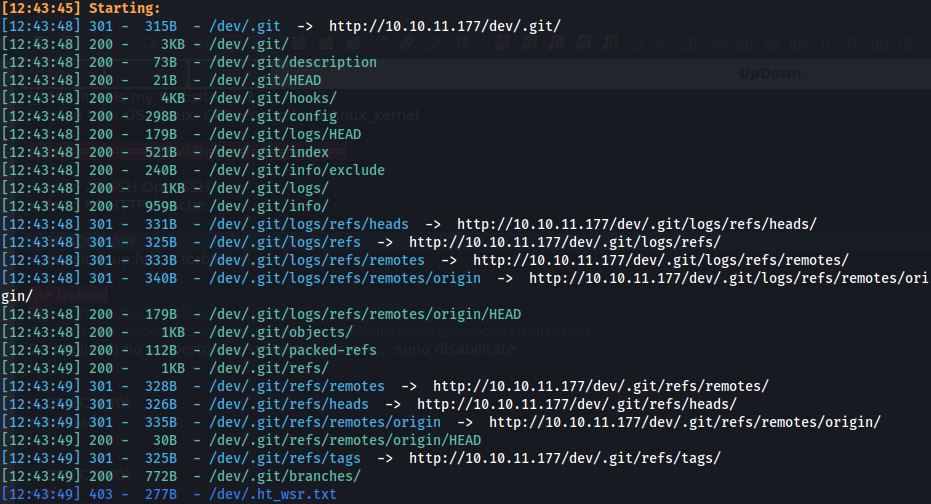 [12:43:45] Starting:
[12:43:48] 301 -  315B  - /dev/.git  ->  http://10.10.11.177/dev/.git/
[12:43:48] 200 -    3KB - /dev/.git/
[12:43:48] 200 -   73B  - /dev/.git/description
UpDown
[12:43:48] 200 -   21B  - /dev/.git/HEAD
[12:43:48] 200 -    4KB - /dev/.git/hooks/
[12:43:48] 200 -  298B  - /dev/.git/config
[12:43:48] 200 -  179B  - /dev/.git/logs/HEAD
[12:43:48] 200 -  521B  - /dev/.git/index
[12:43:48] 200 -  240B  - /dev/.git/info/exclude
[12:43:48] 200 -    1KB - /dev/.git/logs/
[12:43:48] 200 -  959B  - /dev/.git/info/
[12:43:48] 301 -  331B  - /dev/.git/logs/refs/heads  ->  http://10.10.11.177/dev/.git/logs/refs/heads/
[12:43:48] 301 -  325B  - /dev/.git/logs/refs  ->  http://10.10.11.177/dev/.git/logs/refs/
[12:43:48] 301 -  333B  - /dev/.git/logs/refs/remotes  ->  http://10.10.11.177/dev/.git/logs/refs/remotes/
[12:43:48] 301 -  340B  - /dev/.git/logs/refs/remotes/origin  ->  http://10.10.11.177/dev/.git/logs/refs/remotes/ori
gin/
File Upload
[12:43:48] 200 -  179B  - /dev/.git/logs/refs/remotes/origin/HEAD
[12:43:48] 200 -    1KB - /dev/.git/objects/
[12:43:49] 200 -  112B  - /dev/.git/packed-refs
sono disabilitate
[12:43:49] 200 -    1KB - /dev/.git/refs/
[12:43:49] 301 -  328B  - /dev/.git/refs/remotes  ->  http://10.10.11.177/dev/.git/refs/remotes/
[12:43:49] 301 -  326B  - /dev/.git/refs/heads  ->  http://10.10.11.177/dev/.git/refs/heads/
[12:43:49] 301 -  335B  - /dev/.git/refs/remotes/origin  ->  http://10.10.11.177/dev/.git/refs/remotes/origin/
[12:43:49] 200 -   30B  - /dev/.git/refs/remotes/origin/HEAD
[12:43:49] 301 -  325B  - /dev/.git/refs/tags  ->  http://10.10.11.177/dev/.git/refs/tags/
[12:43:49] 200 -  772B  - /dev/.git/branches/
[12:43:49] 403 -  277B  - /dev/.ht_wsr.txt